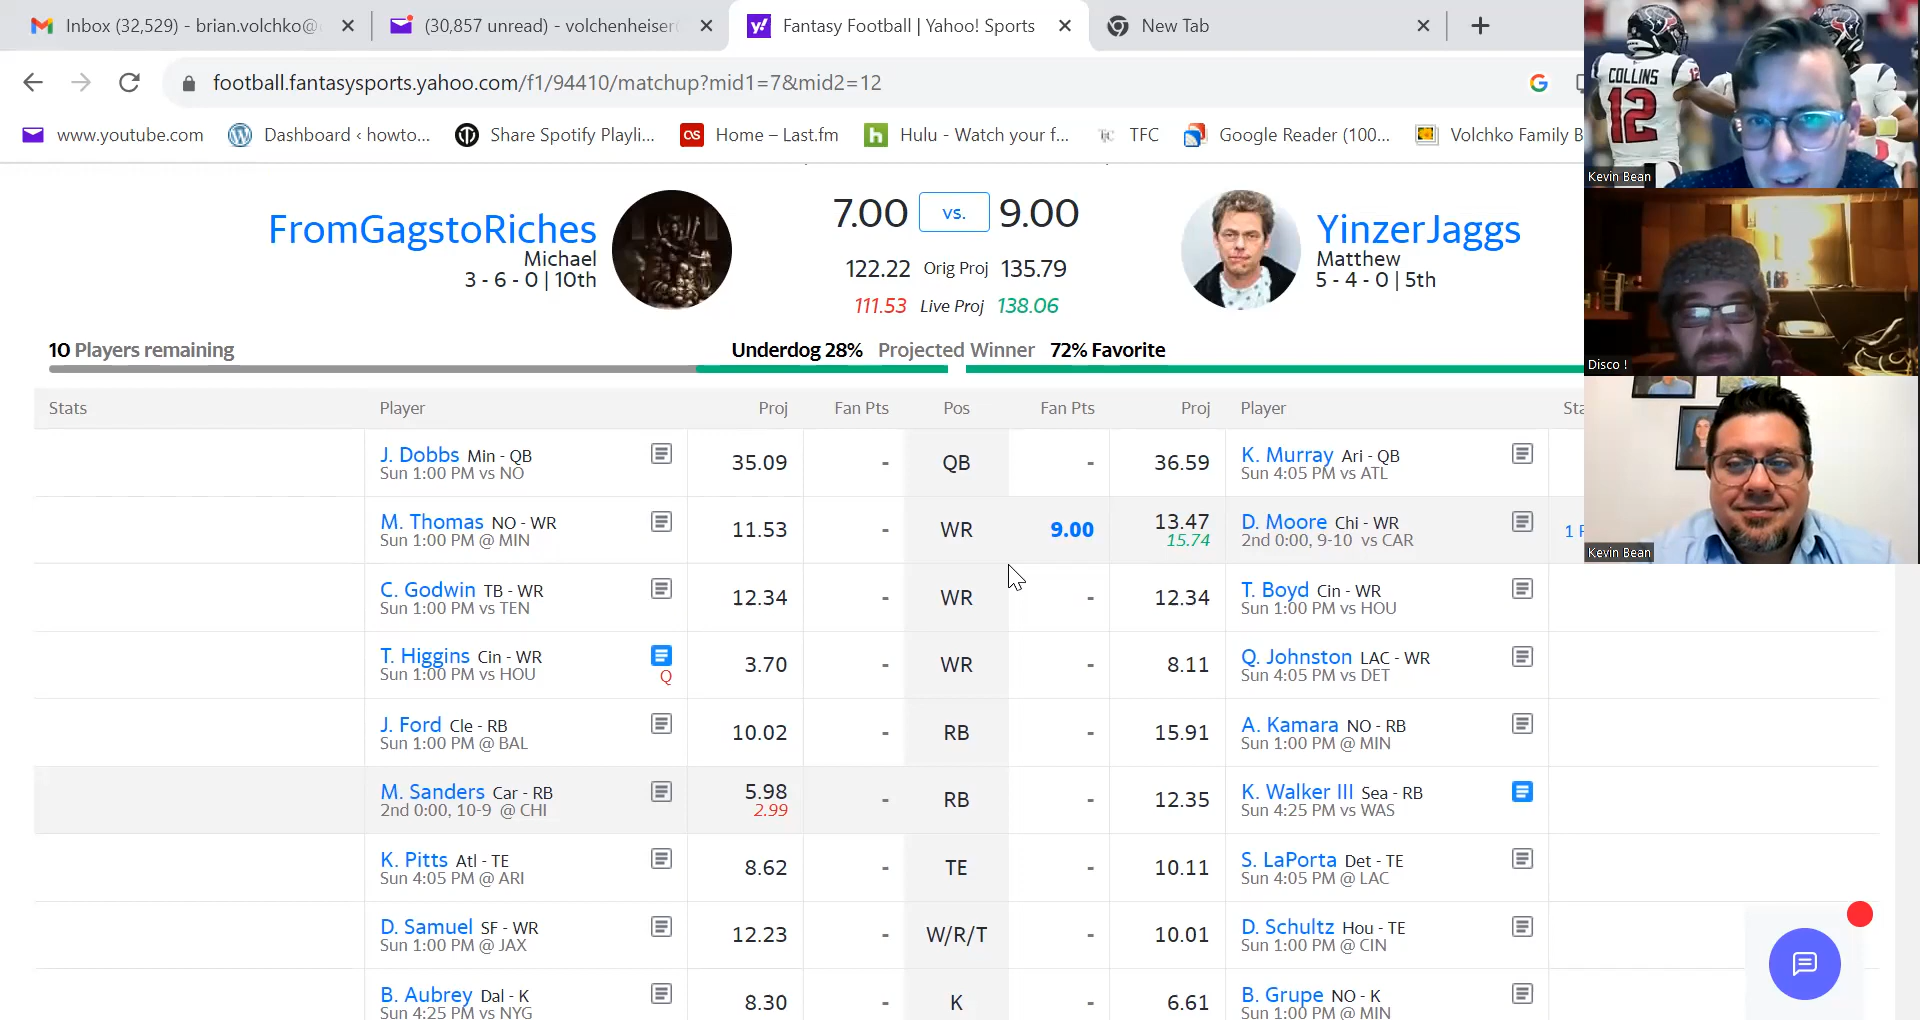 Inbox (32,529) - brian.volchko@
(30,857 unread) - volchenheiser
Fantasy Football | Yahoo! Sports
New Tab
football.fantasysports.yahoo.com/f1/94410/matchup?mid1=7&mid2=12
www.youtube.com
Dashboard ‹ howto...
Share Spotify Playli...
Home – Last.fm
Hulu - Watch your f...
TFC
Google Reader (100...
Volchko Family B
COLLINS
12
Kevin Bean
Disco !
Kevin Bean
FromGagstoRiches
Michael
3 - 6 - 0 | 10th
7.00 vs. 9.00
122.22 Orig Proj 135.79
111.53 Live Proj 138.06
YinzerJaggs
Matthew
5 - 4 - 0 | 5th
10 Players remaining
Underdog 28% Projected Winner 72% Favorite
Stats Player Proj Fan Pts Pos Fan Pts Proj Player Sta
J. Dobbs Min - QB
Sun 1:00 PM vs NO
35.09 - QB - 36.59
K. Murray Ari - QB
Sun 4:05 PM vs ATL
M. Thomas NO - WR
Sun 1:00 PM @ MIN
11.53 - WR 9.00 13.47
15.74
D. Moore Chi - WR
2nd 0:00, 9-10 vs CAR
1
C. Godwin TB - WR
Sun 1:00 PM vs TEN
12.34 - WR - 12.34
T. Boyd Cin - WR
Sun 1:00 PM vs HOU
T. Higgins Cin - WR
Sun 1:00 PM vs HOU
Q
3.70 - WR - 8.11
Q. Johnston LAC - WR
Sun 4:05 PM vs DET
J. Ford Cle - RB
Sun 1:00 PM @ BAL
10.02 - RB - 15.91
A. Kamara NO - RB
Sun 1:00 PM @ MIN
M. Sanders Car - RB
2nd 0:00, 10-9 @ CHI
5.98
2.99
- RB - 12.35
K. Walker III Sea - RB
Sun 4:25 PM vs WAS
K. Pitts Atl - TE
Sun 4:05 PM @ ARI
8.62 - TE - 10.11
S. LaPorta Det - TE
Sun 4:05 PM @ LAC
D. Samuel SF - WR
Sun 1:00 PM @ JAX
12.23 - W/R/T - 10.01
D. Schultz Hou - TE
Sun 1:00 PM @ CIN
B. Aubrey Dal - K
Sun 4:25 PM vs NYG
8.30 - K - 6.61
B. Grupe NO - K
Sun 1:00 PM @ MIN